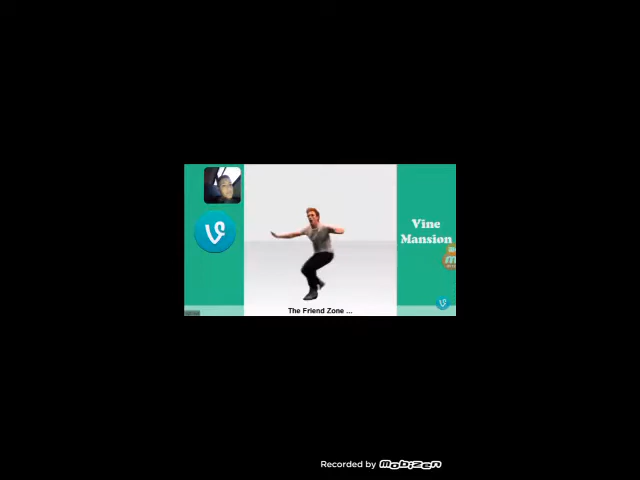 Vine
Mansion
The Friend Zone ...
Recorded by mobizen